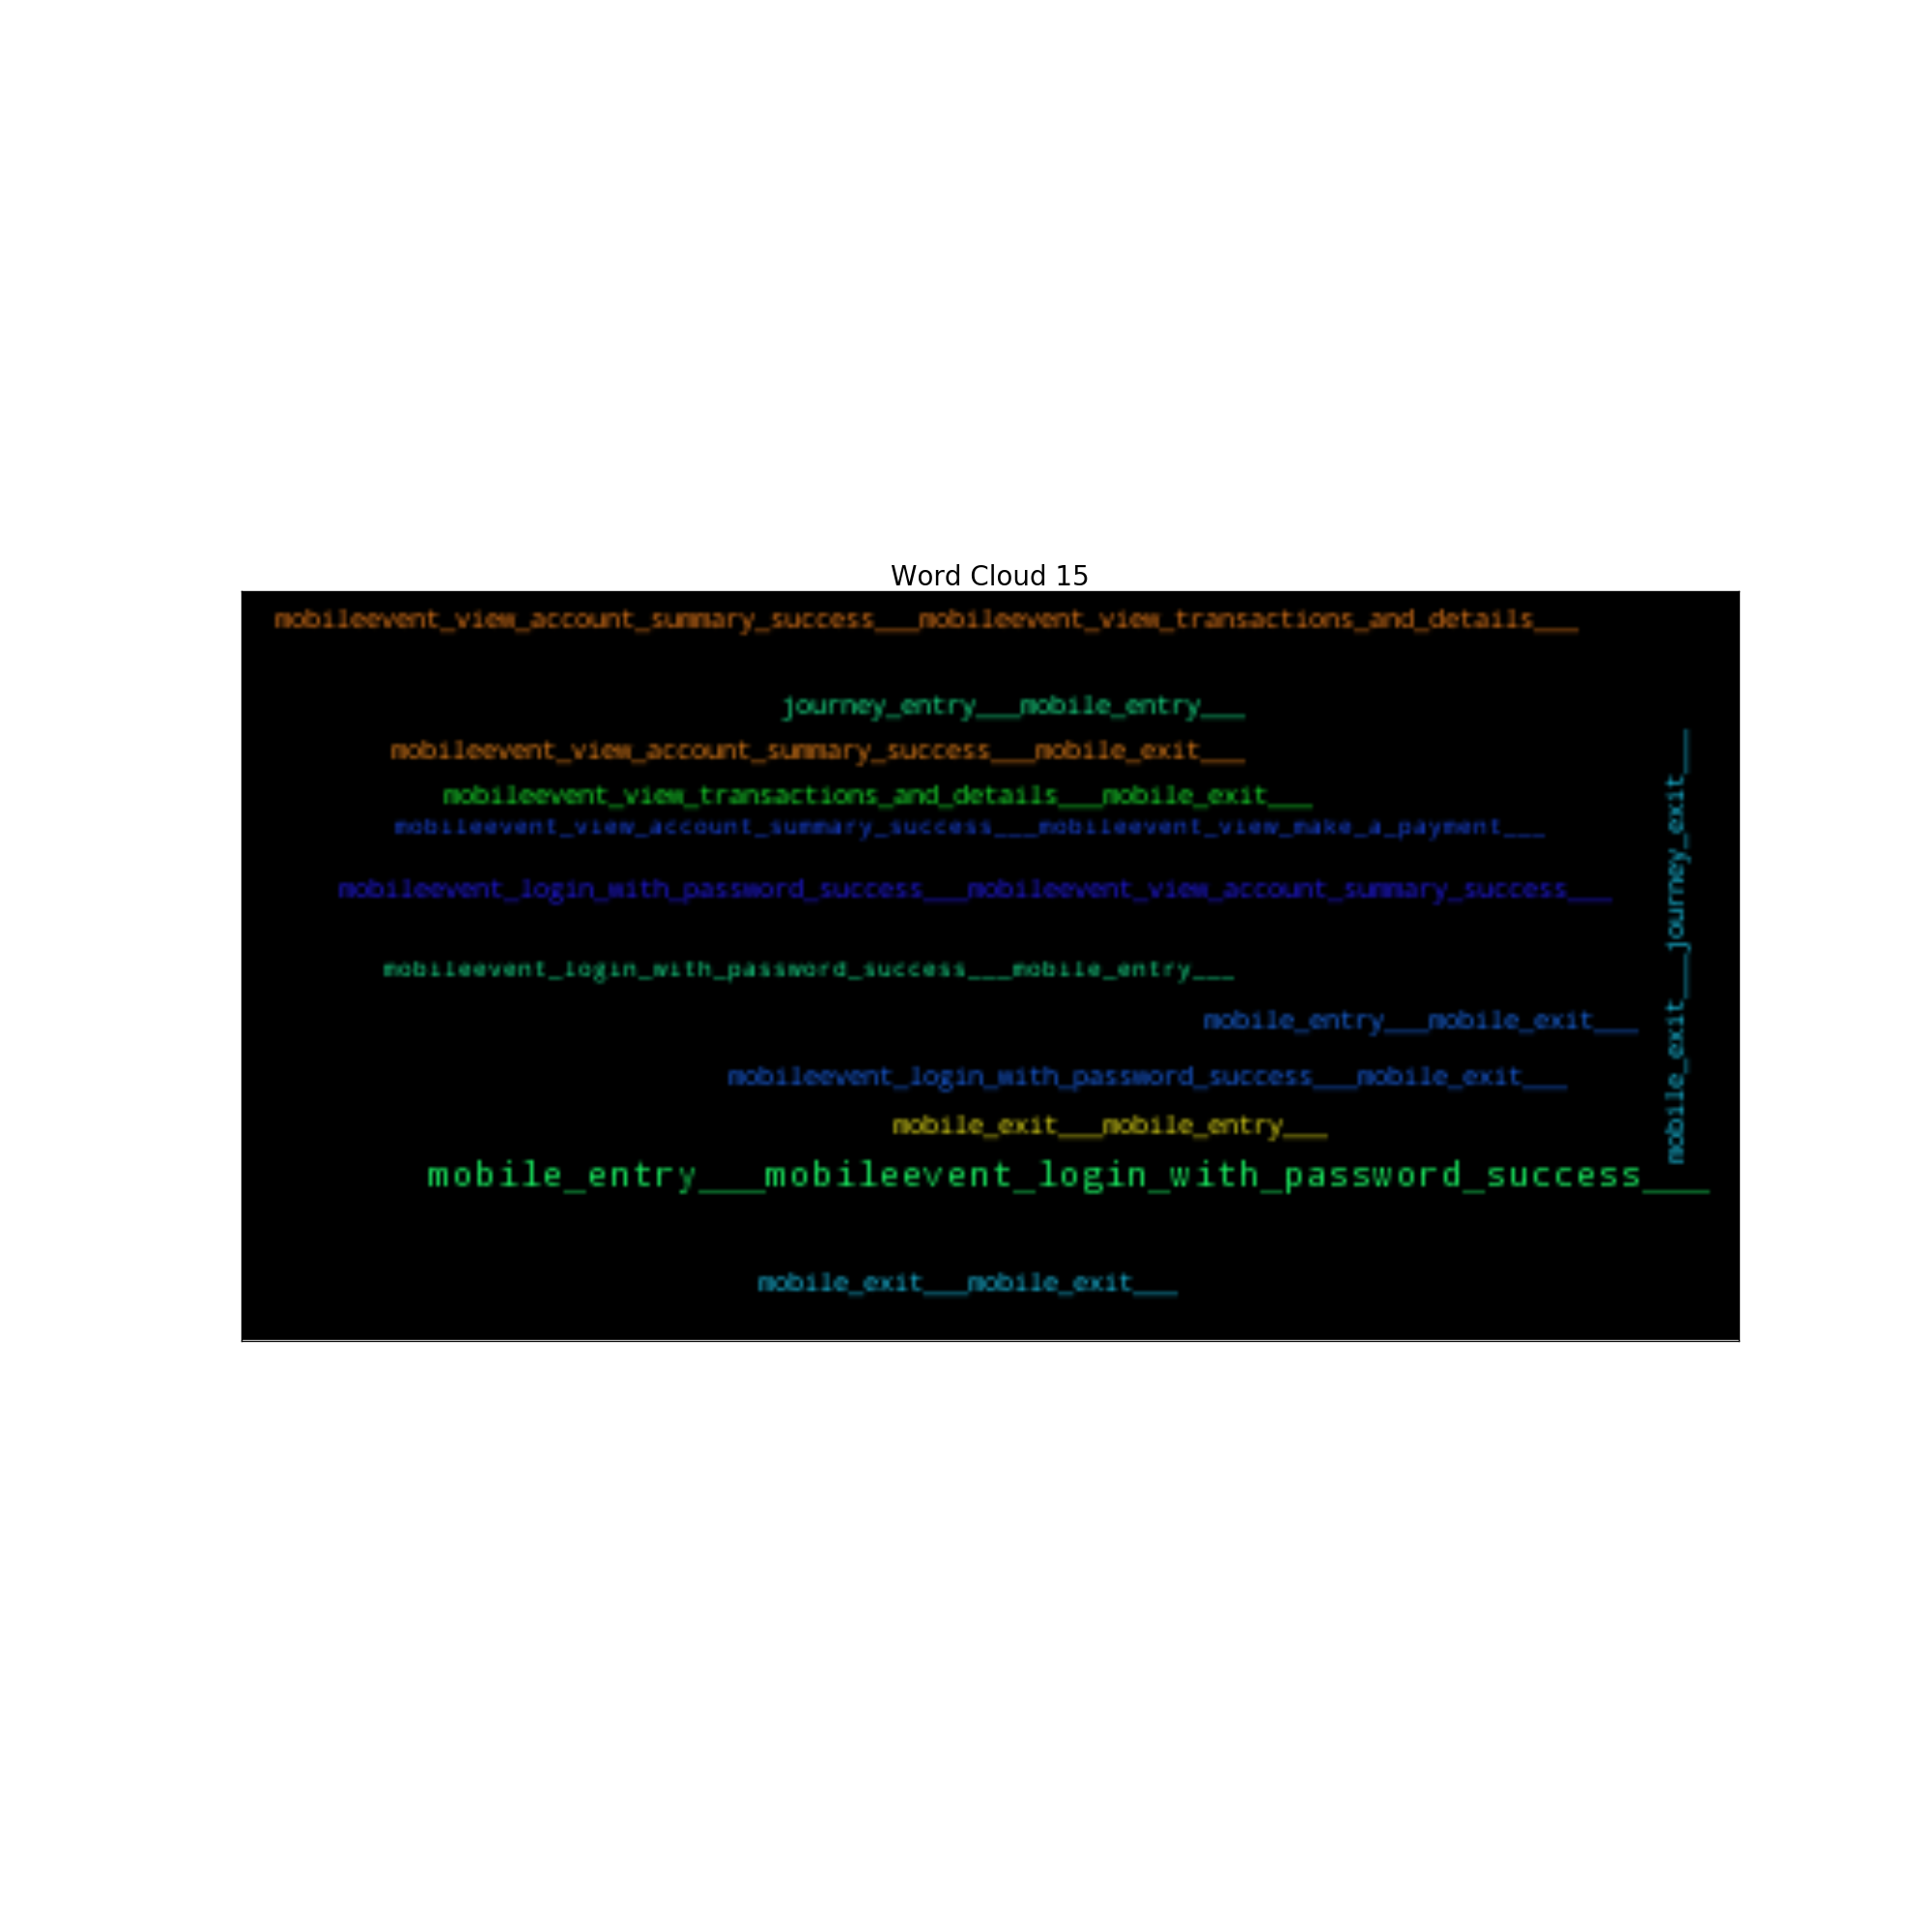 Word Cloud 15
mobileevent_view_account_summary_success___mobileevent_view_transactions_and_details___
journey_entry___mobile_entry___
mobileevent_view_account_summary_success___mobile_exit___
mobileevent_view_transactions_and_details___mobile_exit___
mobileevent_view_account_summary_success___mobileevent_view_make_a_payment___
mobileevent_login_with_password_success___mobileevent_view_account_summary_success___
mobileevent_login_with_password_success___mobile_entry___
mobile_entry___mobile_exit___
mobileevent_login_with_password_success___mobile_exit___
mobile_exit___mobile_entry___
mobile_entry___mobileevent_login_with_password_success___
mobile_exit___mobile_exit___
mobile_exit___journey_exit___